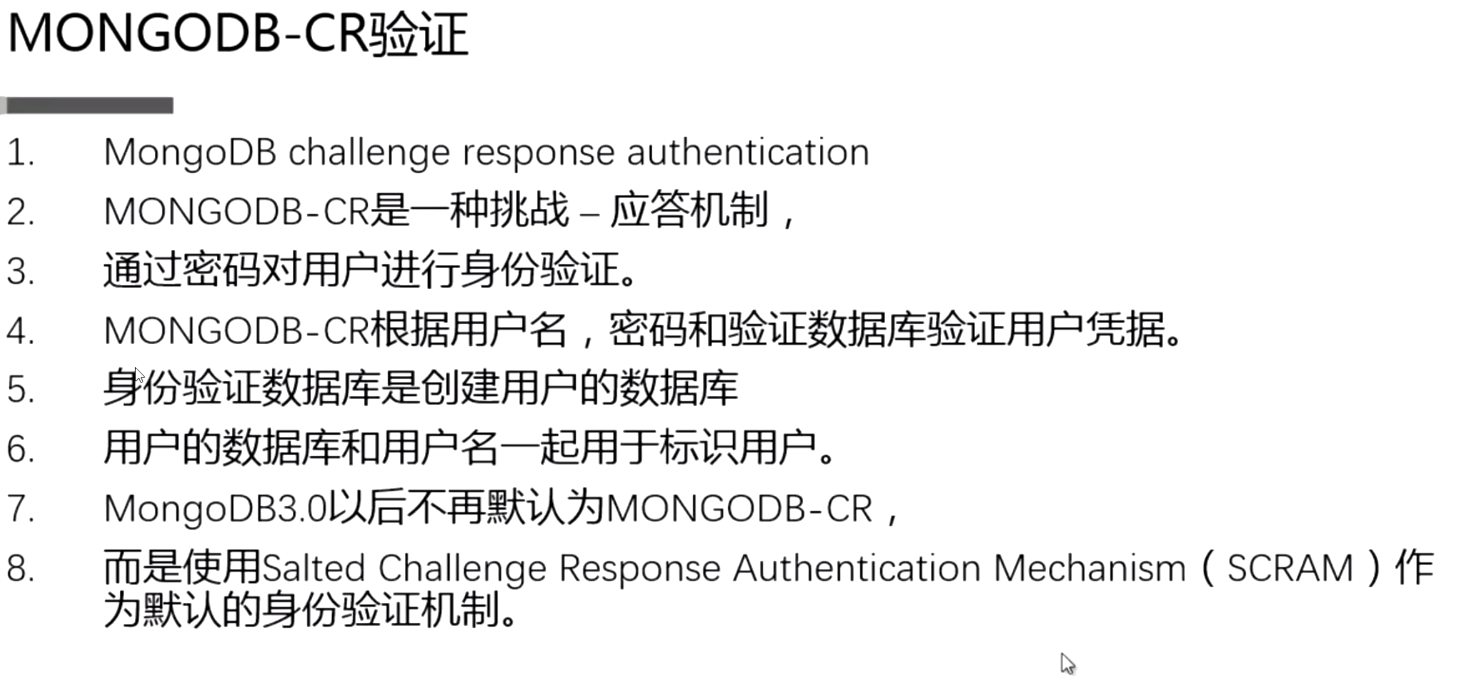 MONGODB-CR验证
1. MongoDB challenge response authentication
2. MONGODB-CR是一种挑战 – 应答机制，
3. 通过密码对用户进行身份验证。
4. MONGODB-CR根据用户名，密码和验证数据库验证用户凭据。
5. 身份验证数据库是创建用户的数据库
6. 用户的数据库和用户名一起用于标识用户。
7. MongoDB3.0以后不再默认为MONGODB-CR，
8. 而是使用Salted Challenge Response Authentication Mechanism（SCRAM）作
为默认的身份验证机制。